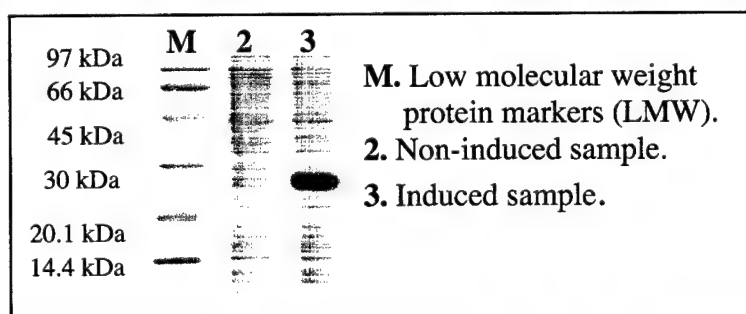 M 2 3
97 kDa
66 kDa
45 kDa
30 kDa
20.1 kDa
14.4 kDa
M. Low molecular weight
protein markers (LMW).
2. Non-induced sample.
3. Induced sample.